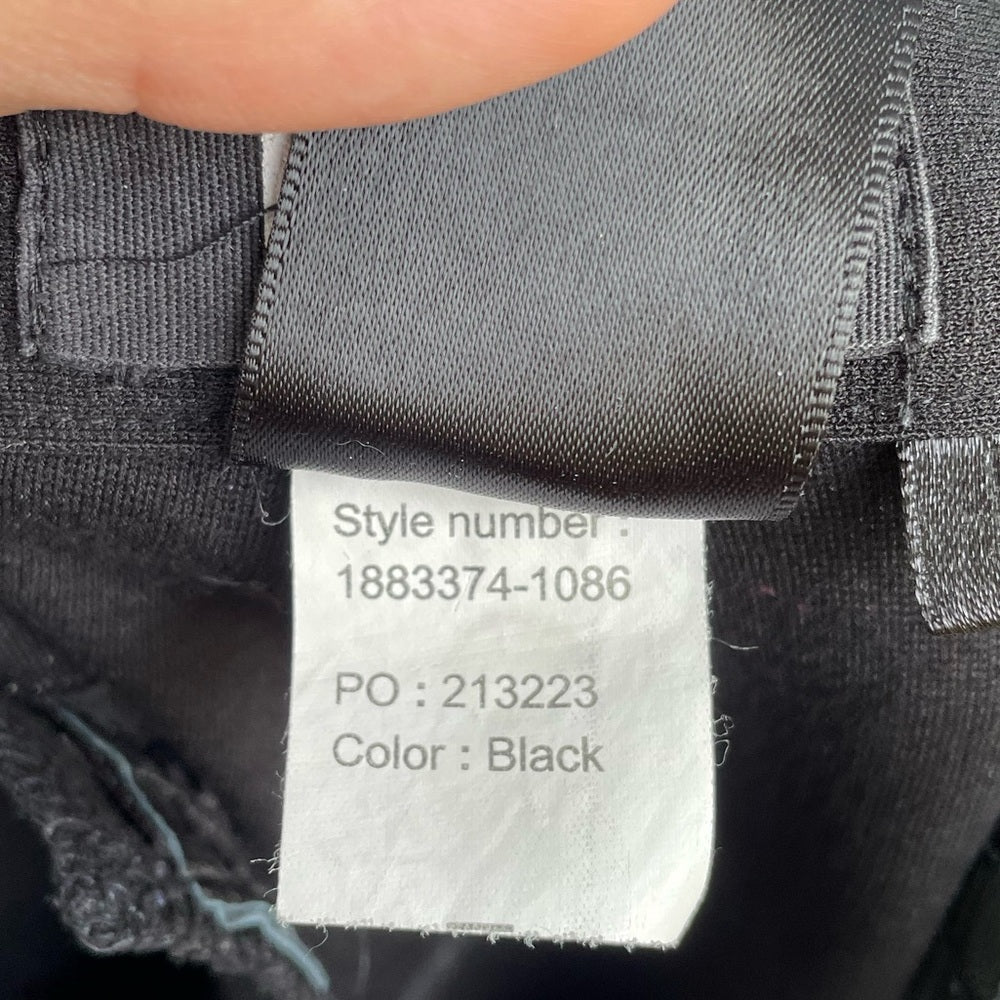 Style number :
1883374-1086
PO : 213223
Color : Black